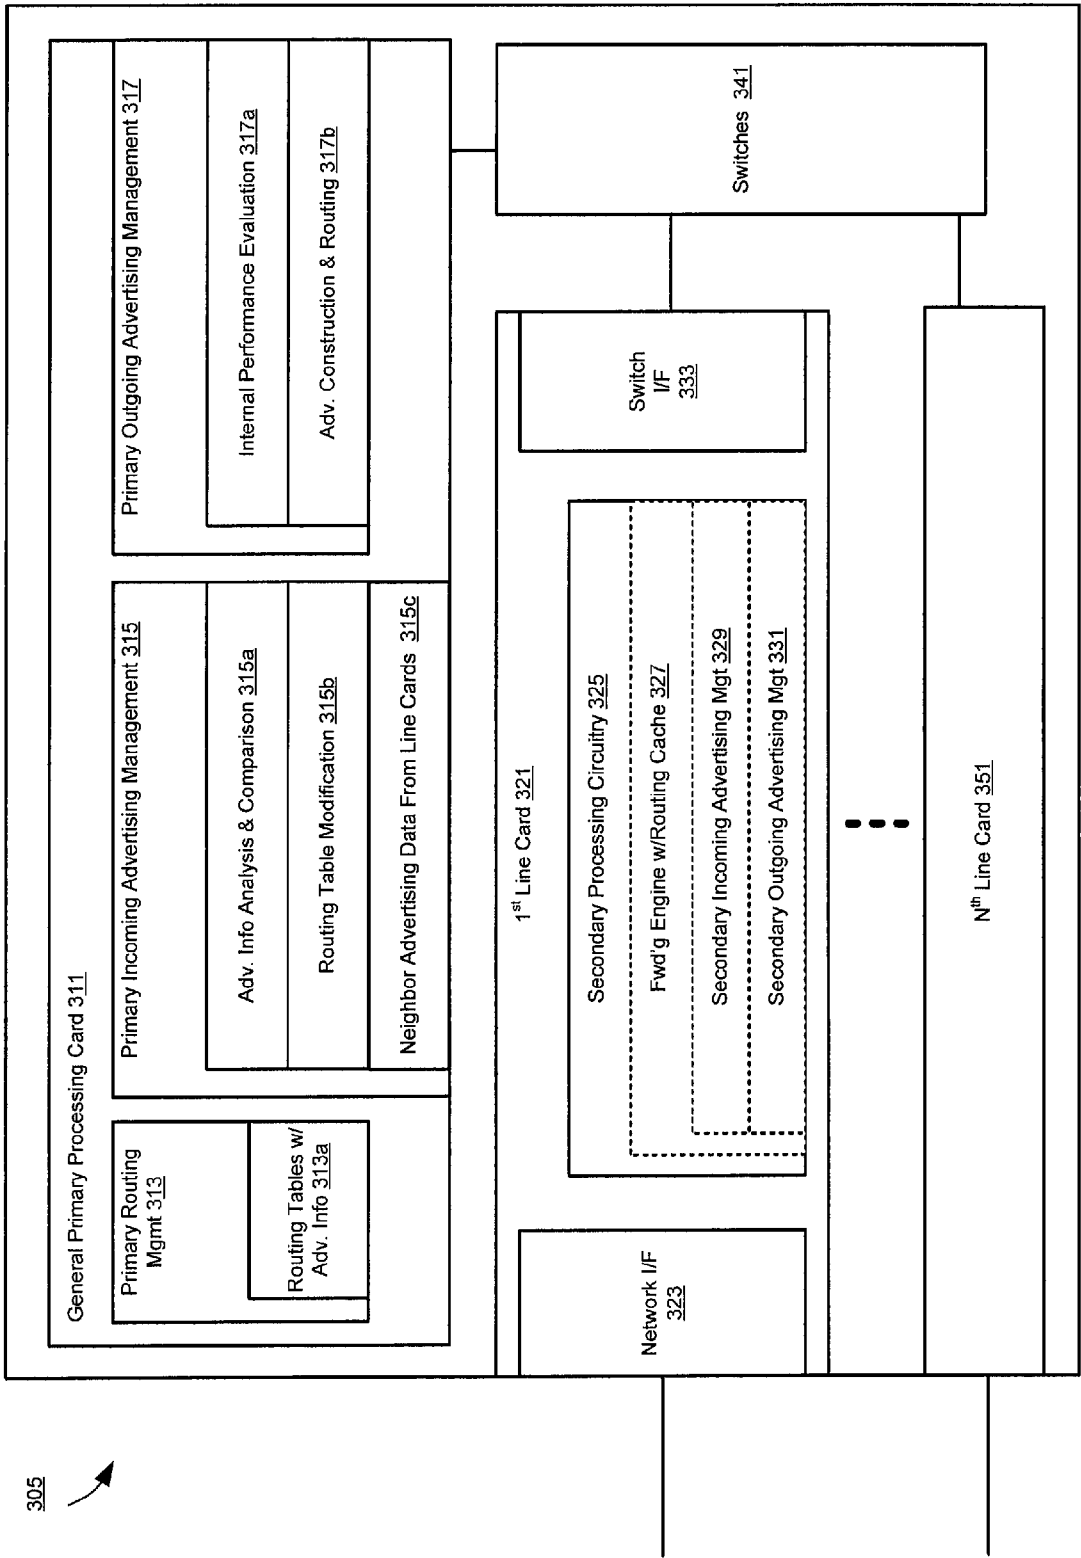 305
General Primary Processing Card 311
Primary Routing
Mgmt 313
Routing Tables w/
Adv. Info 313a
Primary Incoming Advertising Management 315
Adv. Info Analysis & Comparison 315a
Routing Table Modification 315b
Neighbor Advertising Data From Line Cards 315c
Primary Outgoing Advertising Management 317
Internal Performance Evaluation 317a
Adv. Construction & Routing 317b
1st Line Card 321
Network I/F
323
Secondary Processing Circuitry 325
Fwd'g Engine w/Routing Cache 327
Secondary Incoming Advertising Mgt 329
Secondary Outgoing Advertising Mgt 331
Switch
I/F
333
Switches 341
Nth Line Card 351